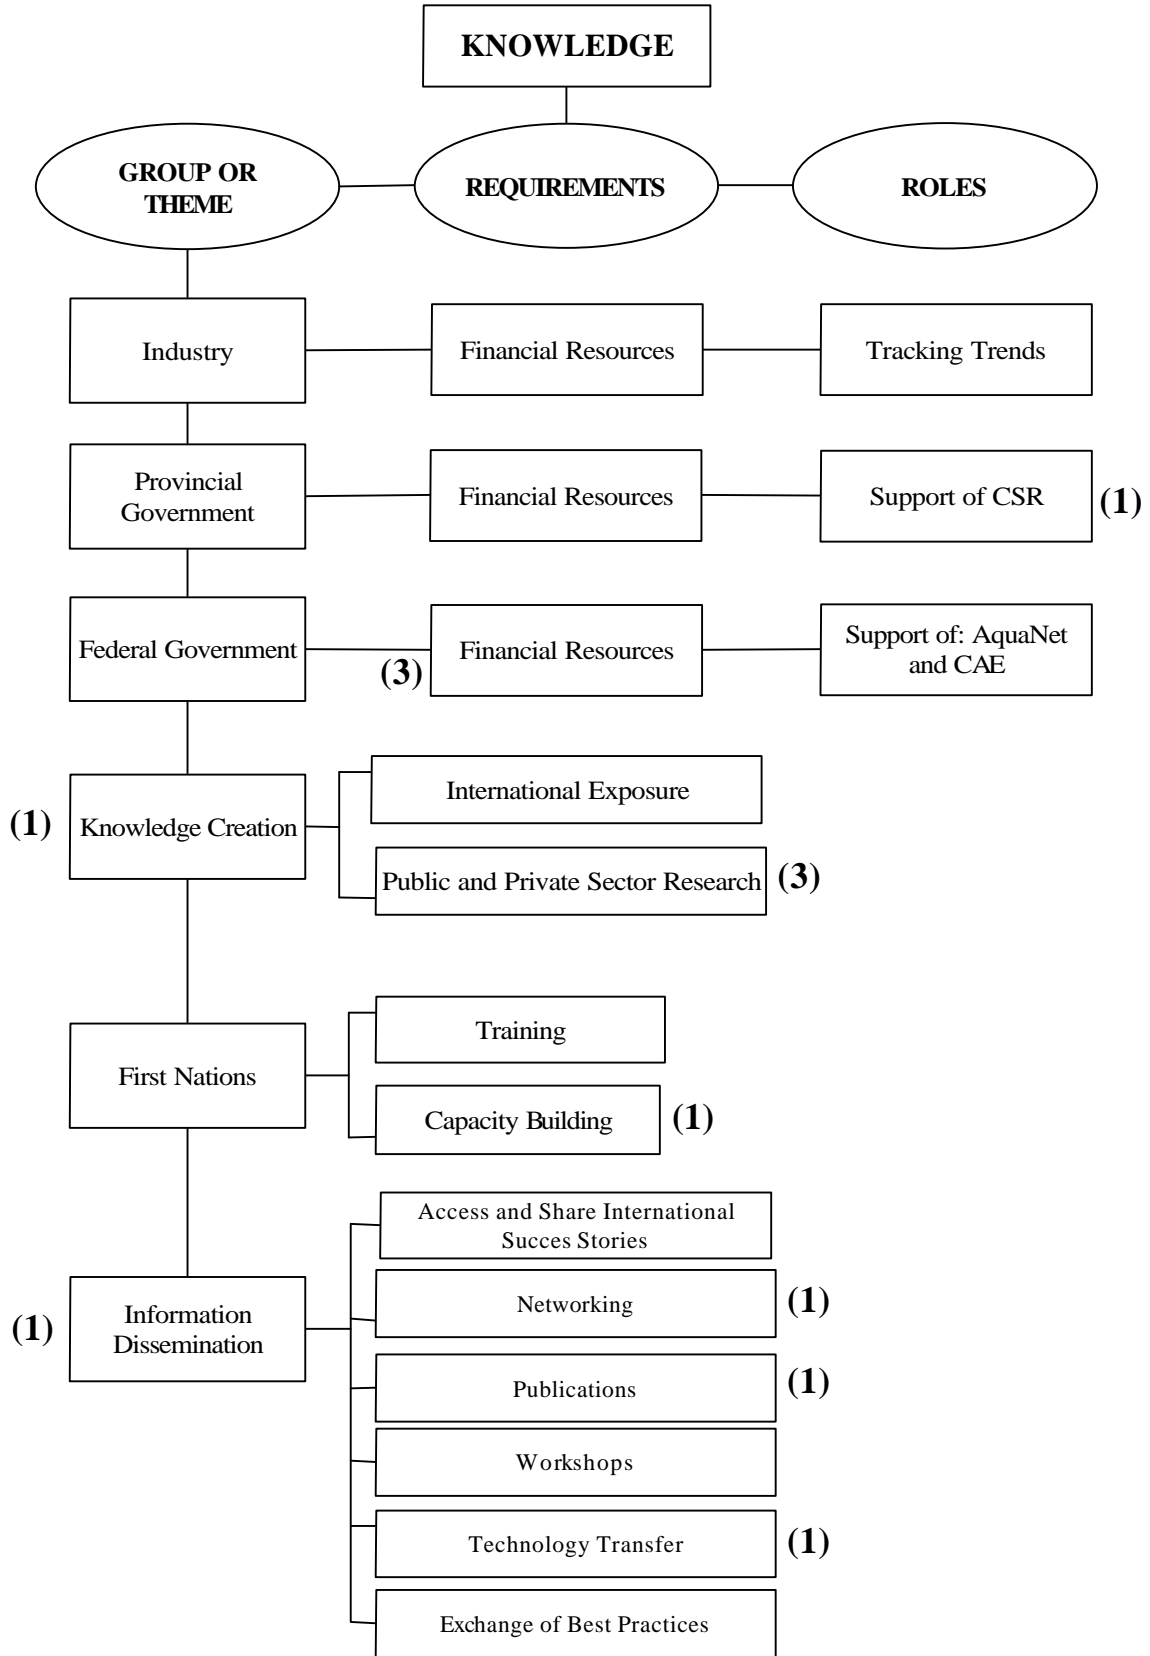 KNOWLEDGE
GROUP OR
THEME
REQUIREMENTS
ROLES
Industry
Financial Resources
Tracking Trends
Provincial
Government
Financial Resources
Support of CSR
(1)
Federal Government
(3)
Financial Resources
Support of: AquaNet
and CAE
(1)
Knowledge Creation
International Exposure
Public and Private Sector Research
(3)
First Nations
Training
Capacity Building
(1)
(1)
Information
Dissemination
Access and Share International
Succes Stories
Networking
(1)
Publications
(1)
Workshops
Technology Transfer
(1)
Exchange of Best Practices